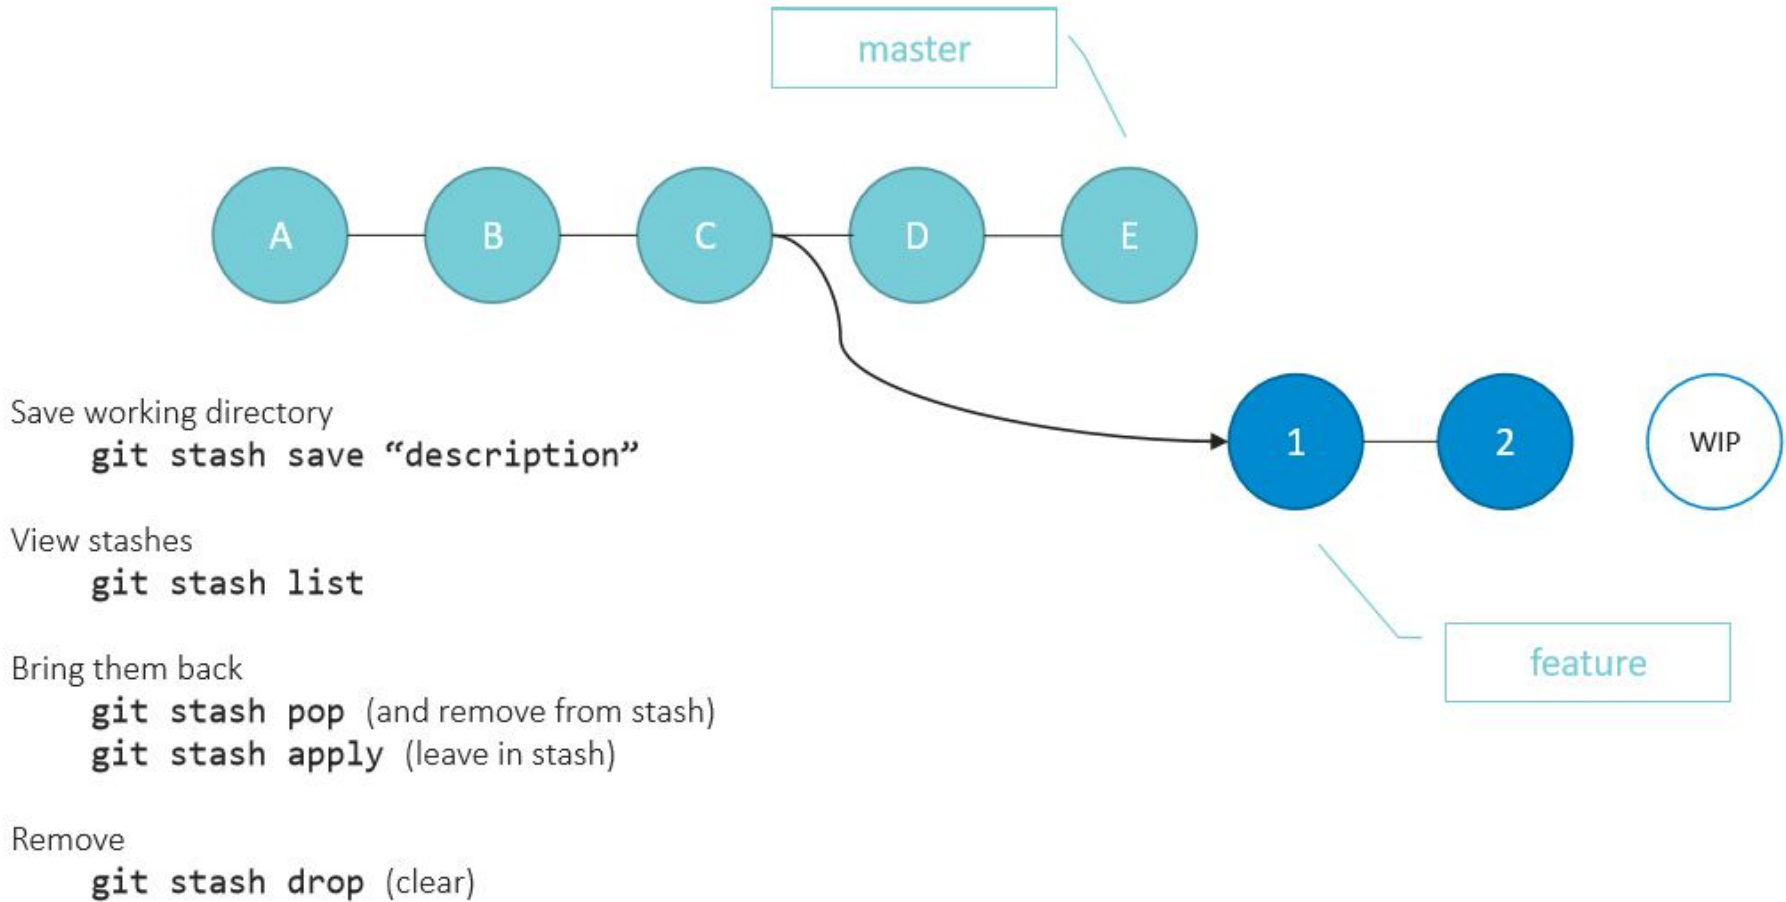 master
A
B
C
D
E
1
2
WIP
feature
Save working directory
git stash save “description”
View stashes
git stash list
Bring them back
git stash pop (and remove from stash)
git stash apply (leave in stash)
Remove
git stash drop (clear)